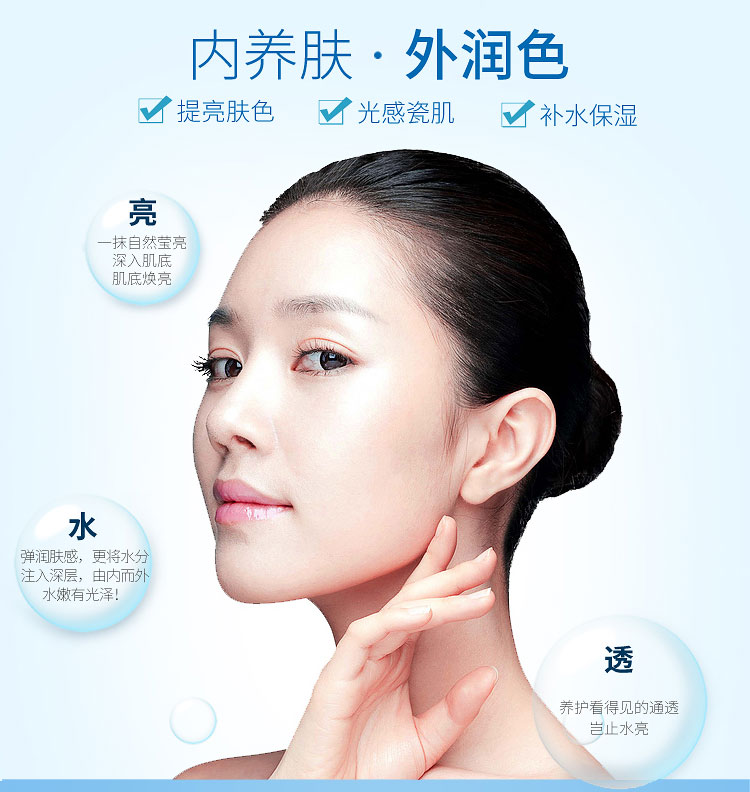 内养肤·外润色
提亮肤色 光感瓷肌 补水保湿
亮
一抹自然莹亮
深入肌底
肌底焕亮
水
弹润肤感，更将水分
注入深层，由内而外
水嫩有光泽！
透
养护看得见的通透
岂止水亮